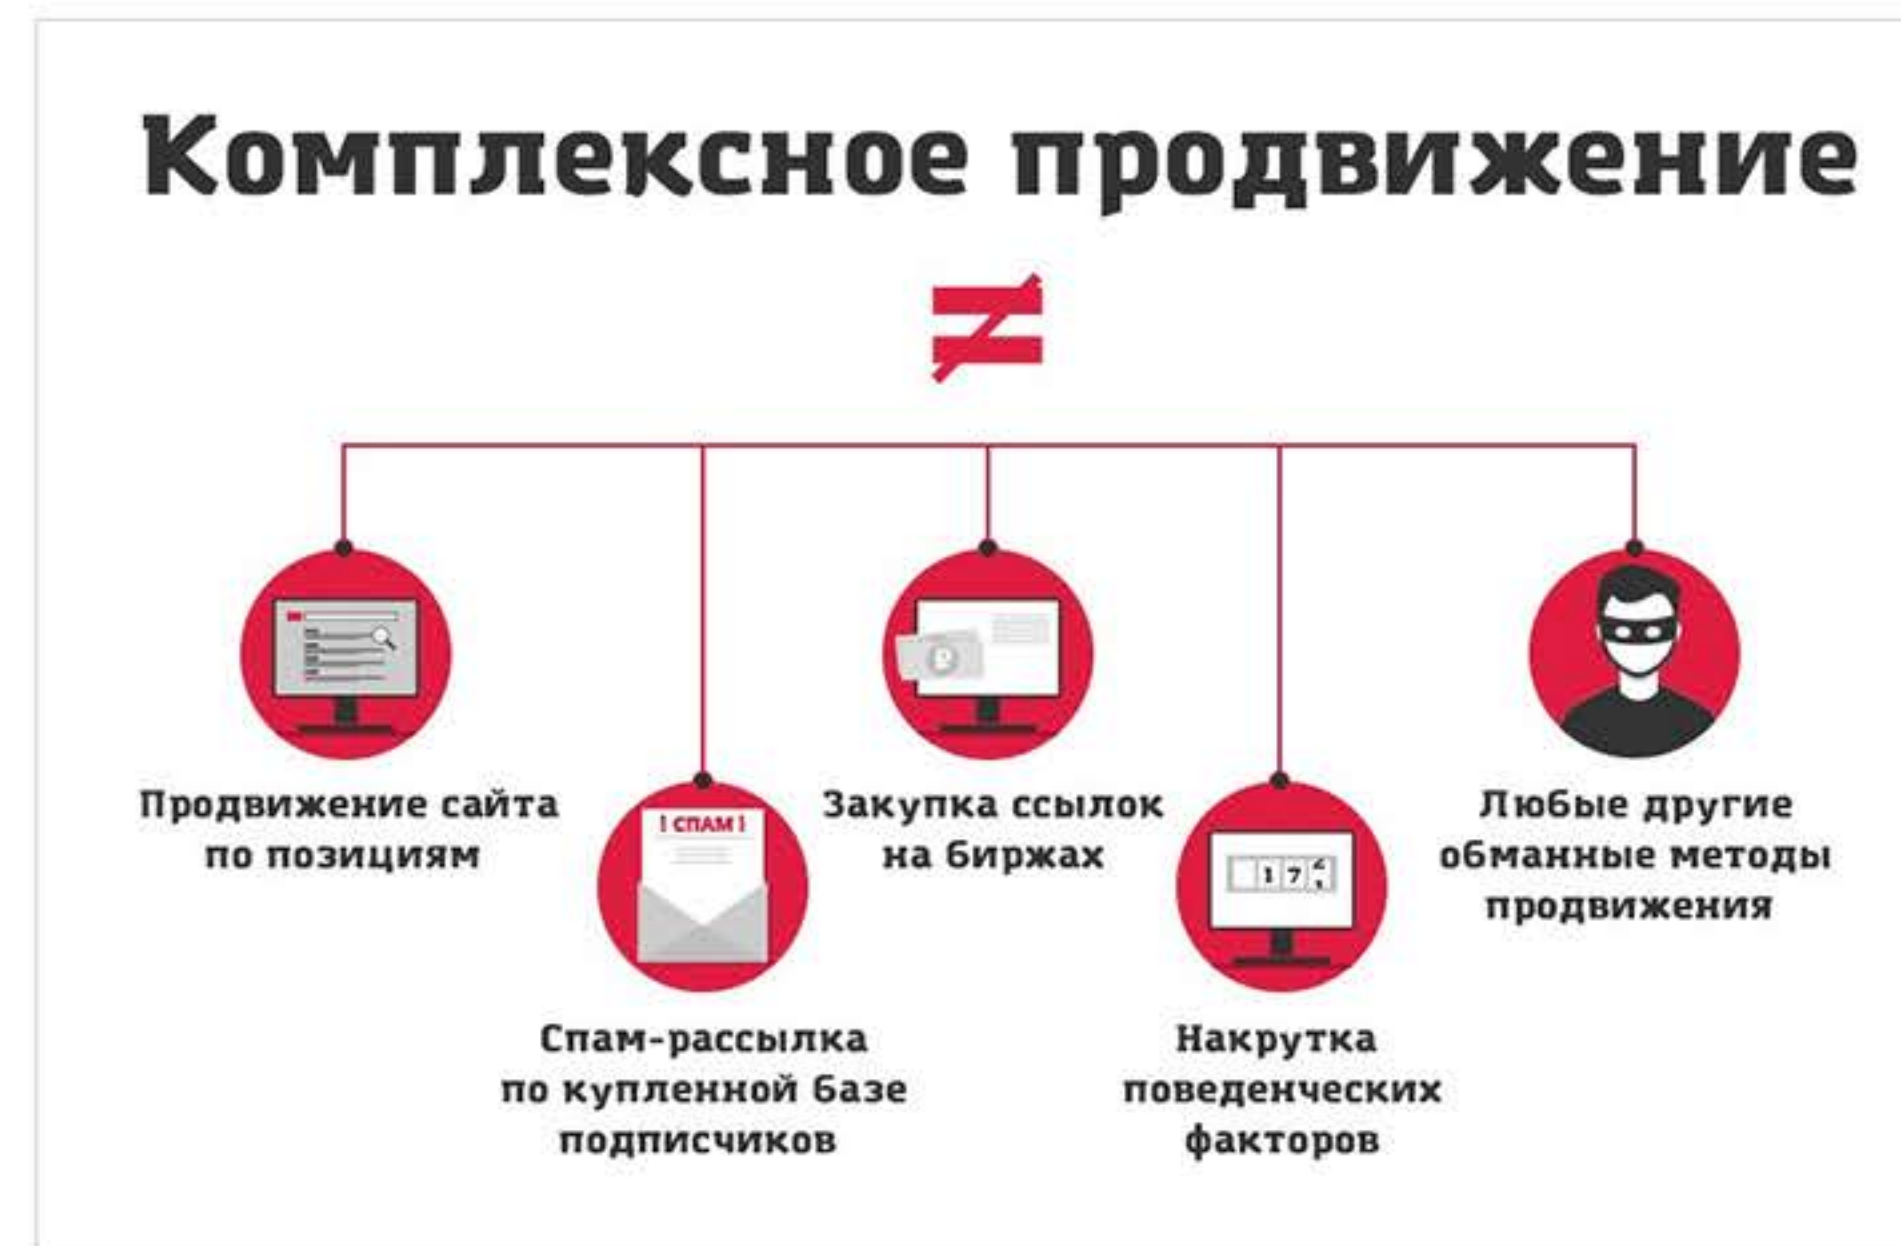 Комплексное продвижение
≠
Продвижение сайта
по позициям
! СПАМ !
Спам-рассылка
по купленной базе
подписчиков
Закупка ссылок
на биржах
1 7
Накрутка
поведенческих
факторов
Любые другие
обманные методы
продвижения